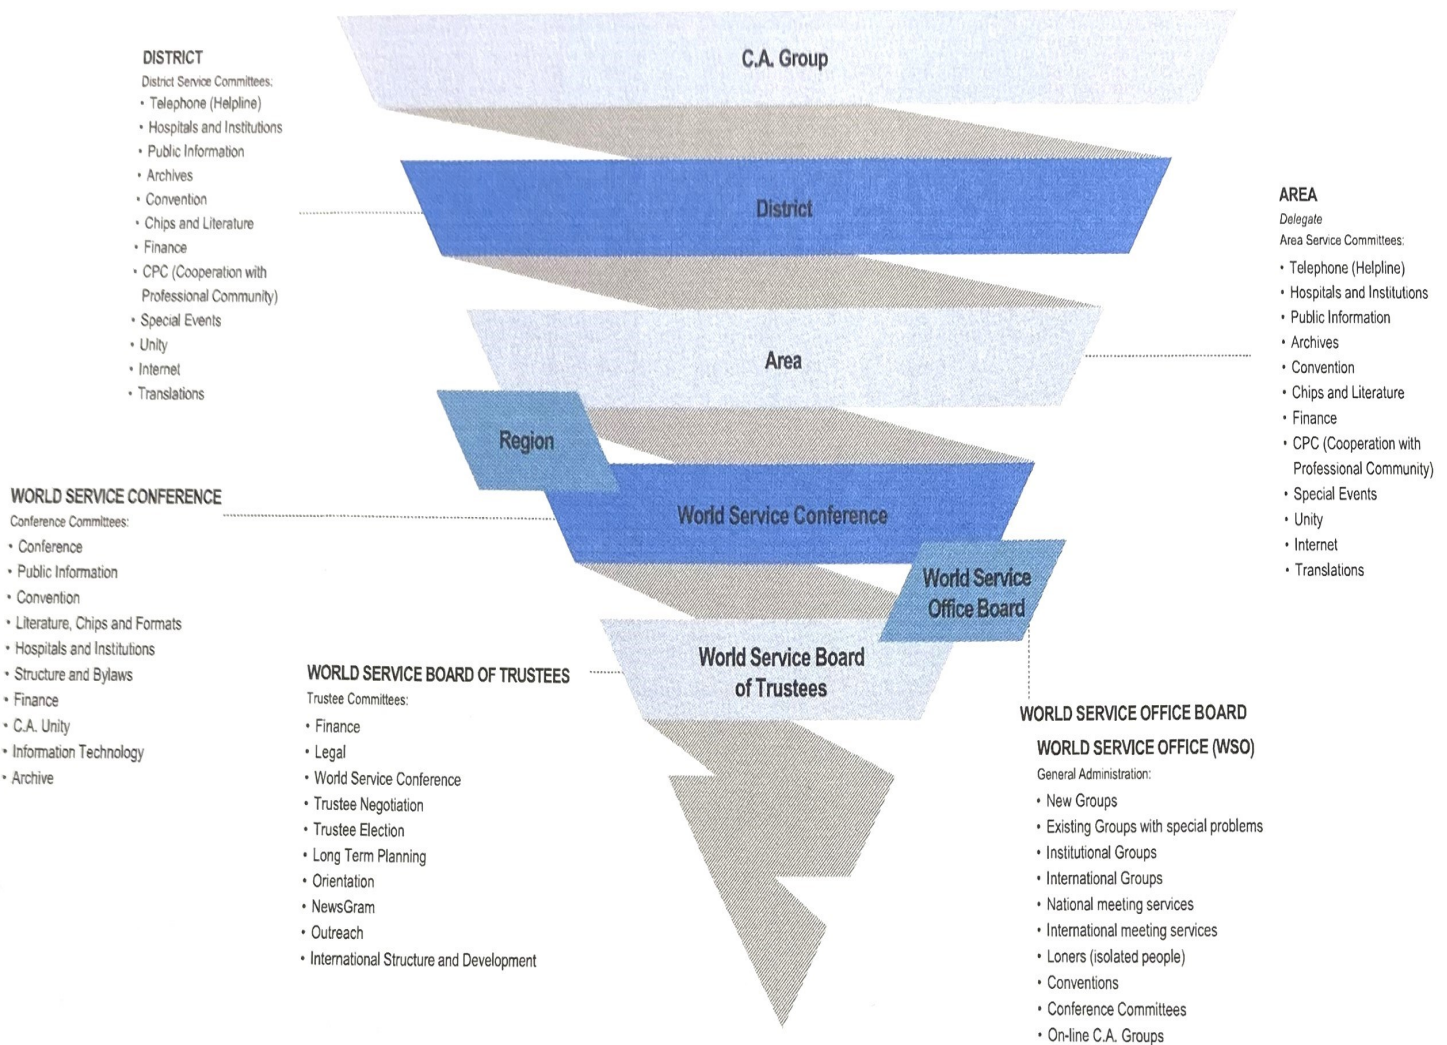 C.A. Group
District
Area
Region
World Service Conference
World Service
Office Board
World Service Board
of Trustees
DISTRICT
District Service Committees:
• Telephone (Helpline)
• Hospitals and Institutions
• Public Information
• Archives
• Convention
• Chips and Literature
• Finance
• CPC (Cooperation with
Professional Community)
• Special Events
• Unity
• Internet
• Translations
AREA
Delegate
Area Service Committees:
• Telephone (Helpline)
• Hospitals and Institutions
• Public Information
• Archives
• Convention
• Chips and Literature
• Finance
• CPC (Cooperation with
Professional Community)
• Special Events
• Unity
• Internet
• Translations
WORLD SERVICE CONFERENCE
Conference Committees:
• Conference
• Public Information
• Convention
• Literature, Chips and Formats
• Hospitals and Institutions
• Structure and Bylaws
• Finance
• C.A. Unity
• Information Technology
• Archive
WORLD SERVICE BOARD OF TRUSTEES
Trustee Committees:
• Finance
• Legal
• World Service Conference
• Trustee Negotiation
• Trustee Election
• Long Term Planning
• Orientation
• NewsGram
• Outreach
• International Structure and Development
WORLD SERVICE OFFICE BOARD
WORLD SERVICE OFFICE (WSO)
General Administration:
• New Groups
• Existing Groups with special problems
• Institutional Groups
• International Groups
• National meeting services
• International meeting services
• Loners (isolated people)
• Conventions
• Conference Committees
• On-line C.A. Groups